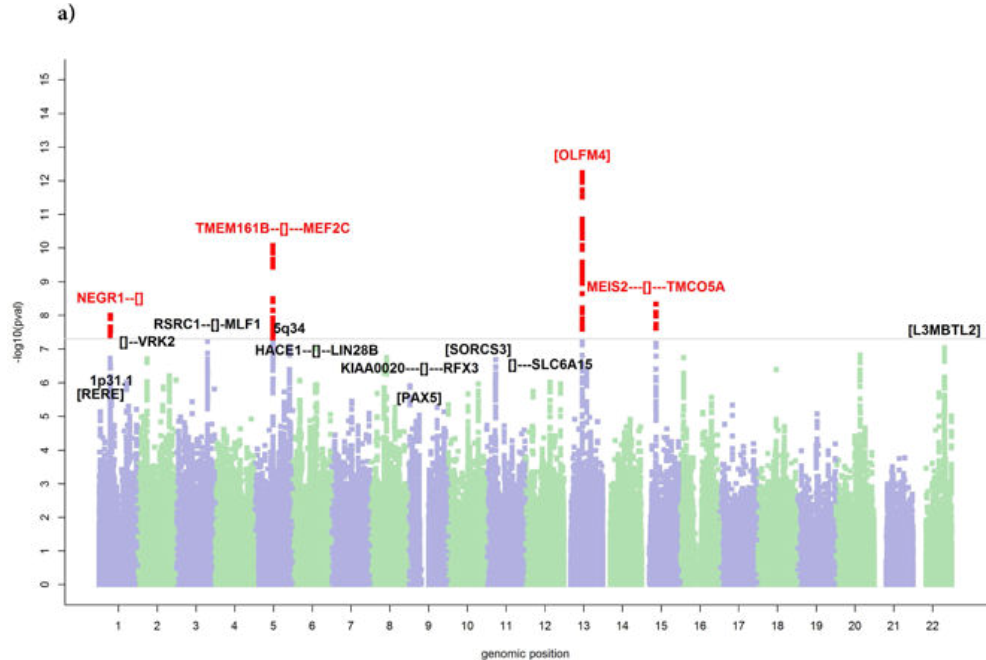 a)
15
14
13
12
11
10
9
8
7
6
5
4
3
2
1
0
-log10(pval)
[OLFM4]
TMEM161B--[]---MEF2C
NEGR1--[]
MEIS2---[]---TMCO5A
RSRC1--[]-MLF1
5q34
[]--VRK2
[L3MBTL2]
HACE1--[]--LIN28B
[SORCS3]
KIAA0020---[]---RFX3
[]---SLC6A15
1p31.1
[RERE]
[PAX5]
1 2 3 4 5 6 7 8 9 10 11 12 13 14 15 16 17 18 19 20 21 22
genomic position